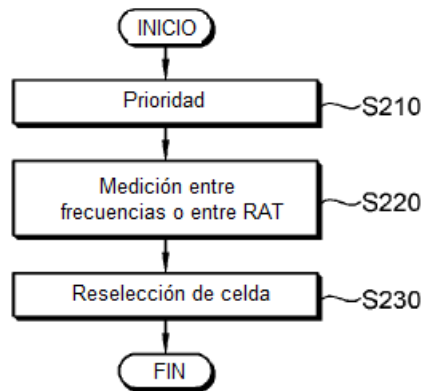 INICIO
Prioridad
S210
Medición entre
frecuencias o entre RAT
S220
Reselección de celda
S230
FIN